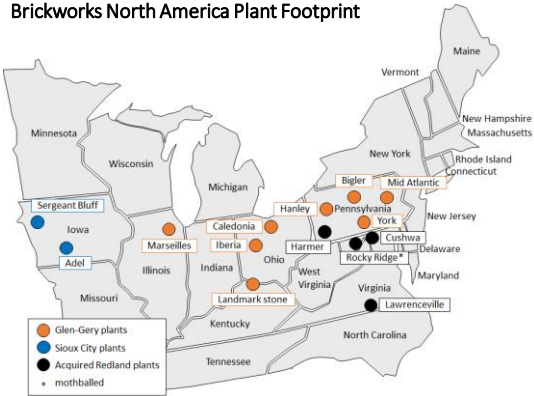 Brickworks North America Plant Footprint
Maine
Vermont
Minnesota
New Hampshire
Massachusetts
Wisconsin
New York
Rhode Island
Connecticut
Michigan
Bigler
Mid Atlantic
Sergeant Bluff
Hanley
Pennsylvania
New Jersey
Iowa
Caledonia
York
Marseilles
Iberia
Harmer
Cushwa
Delaware
Adel
Ohio
Rocky Ridge*
Illinois
Indiana
West
Virginia
Maryland
Missouri
Landmark stone
Virginia
Lawrenceville
Kentucky
Glen-Gery plants
North Carolina
Sioux City plants
Tennessee
Acquired Redland plants
* mothballed